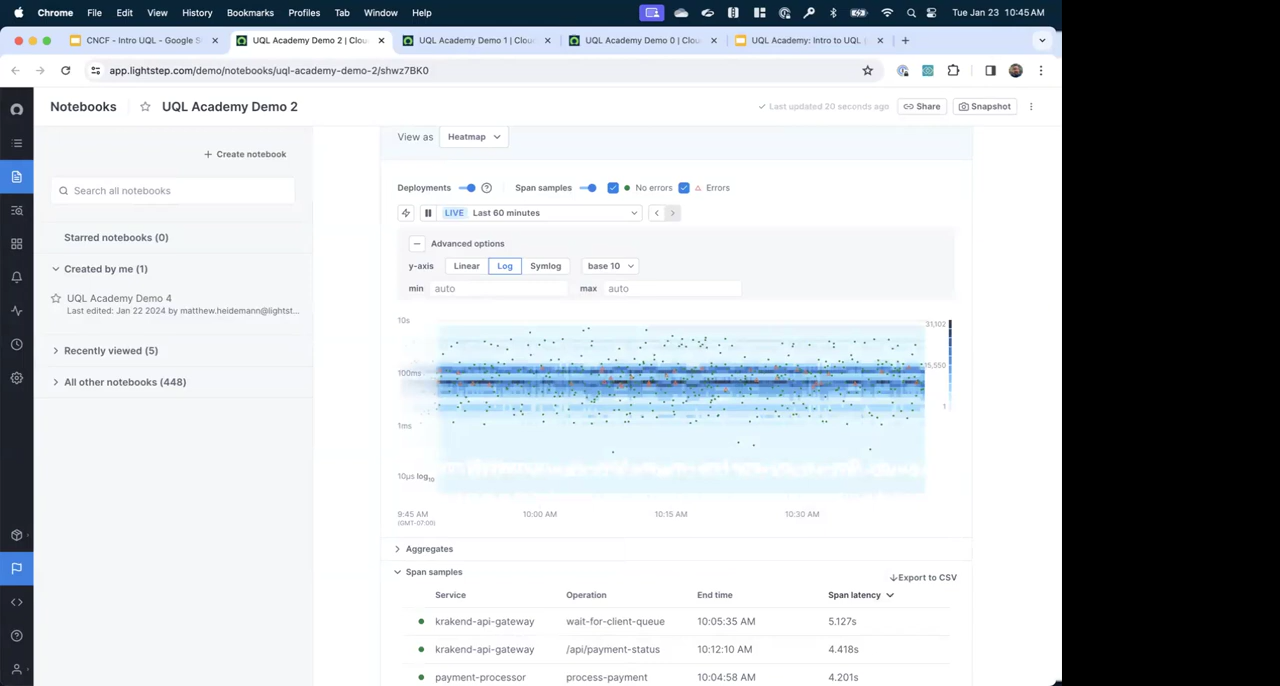 Chrome File Edit View History Bookmarks Profiles Tab Window Help Tue Jan 23 10:45 AM
CNCF - Intro UQL - Google S
UQL Academy Demo 2 | Clou
UQL Academy Demo 1 | Clou
UQL Academy Demo 0 | Clou
UQL Academy: Intro to UQL
app.lightstep.com/demo/notebooks/uql-academy-demo-2/shwz7BK0
Notebooks
UQL Academy Demo 2
Last updated 20 seconds ago
Share
Snapshot
Create notebook
Search all notebooks
Starred notebooks (0)
Created by me (1)
UQL Academy Demo 4
Last edited: Jan 22 2024 by matthew.heidemann@lightst...
Recently viewed (5)
All other notebooks (448)
View as Heatmap
Deployments Span samples No errors Errors
LIVE Last 60 minutes
Advanced options
y-axis Linear Log Symlog base 10
min auto max auto
10s
100ms
1ms
10µs log10
31,102
15,550
1
9:45 AM 10:00 AM 10:15 AM 10:30 AM
(GMT-07:00)
Aggregates
Span samples
Export to CSV
Service Operation End time Span latency
krakend-api-gateway wait-for-client-queue 10:05:35 AM 5.127s
krakend-api-gateway /api/payment-status 10:12:10 AM 4.418s
payment-processor process-payment 10:04:58 AM 4.201s